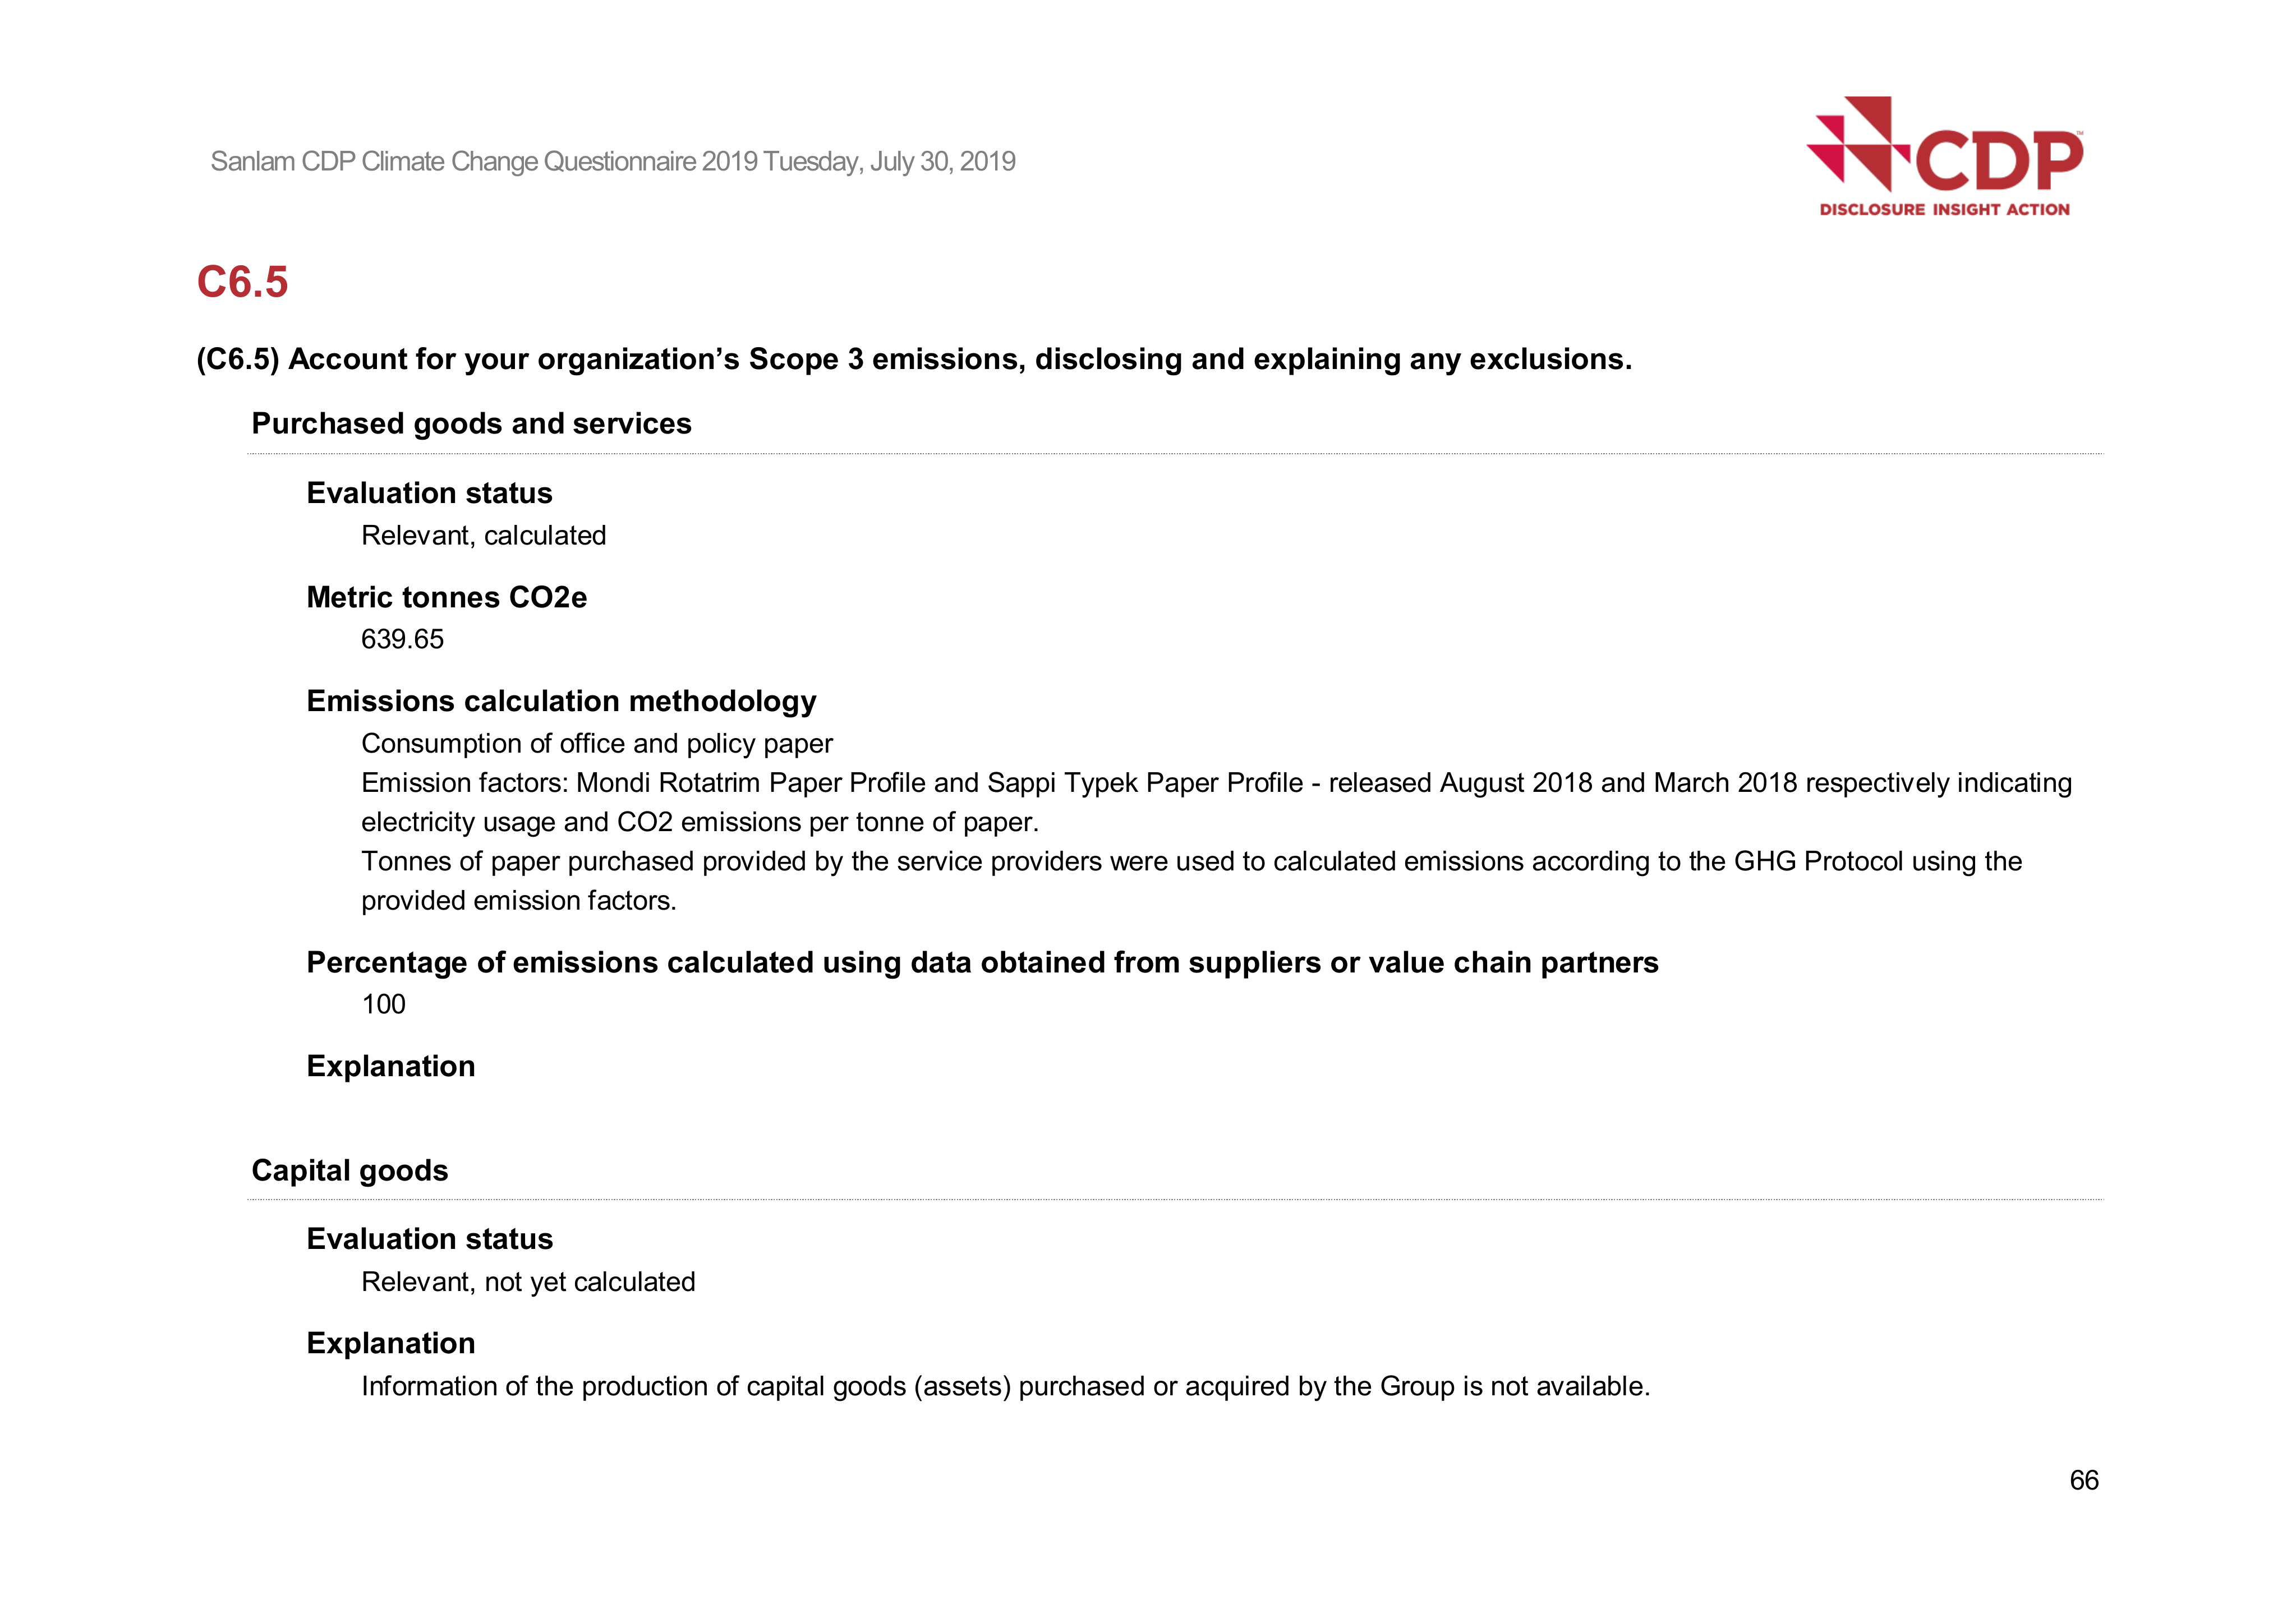 Sanlam CDP Climate Change Questionnaire 2019 Tuesday, July 30, 2019
CDP™
DISCLOSURE INSIGHT ACTION
C6.5
(C6.5) Account for your organization’s Scope 3 emissions, disclosing and explaining any exclusions.
Purchased goods and services
Evaluation status
Relevant, calculated
Metric tonnes CO2e
639.65
Emissions calculation methodology
Consumption of office and policy paper
Emission factors: Mondi Rotatrim Paper Profile and Sappi Typek Paper Profile - released August 2018 and March 2018 respectively indicating
electricity usage and CO2 emissions per tonne of paper.
Tonnes of paper purchased provided by the service providers were used to calculated emissions according to the GHG Protocol using the
provided emission factors.
Percentage of emissions calculated using data obtained from suppliers or value chain partners
100
Explanation
Capital goods
Evaluation status
Relevant, not yet calculated
Explanation
Information of the production of capital goods (assets) purchased or acquired by the Group is not available.
66